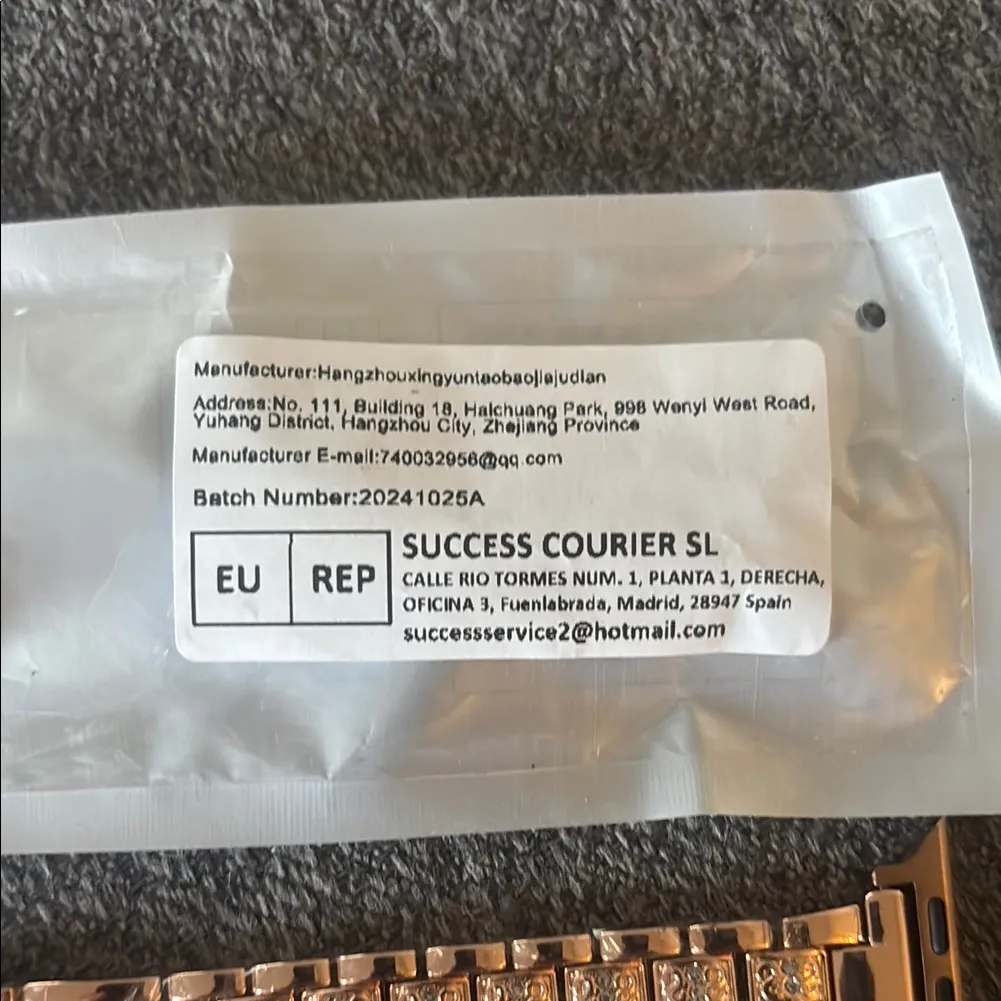 Manufacturer:Hangzhouxingyuntaobaojiajudian
Address:No. 111, Building 18, Haichuang Park, 998 Wenyi West Road,
Yuhang District, Hangzhou City, Zhejiang Province
Manufacturer E-mail:740032956@qq.com
Batch Number:20241025A
EU REP
SUCCESS COURIER SL
CALLE RIO TORMES NUM. 1, PLANTA 1, DERECHA,
OFICINA 3, Fuenlabrada, Madrid, 28947 Spain
successservice2@hotmail.com